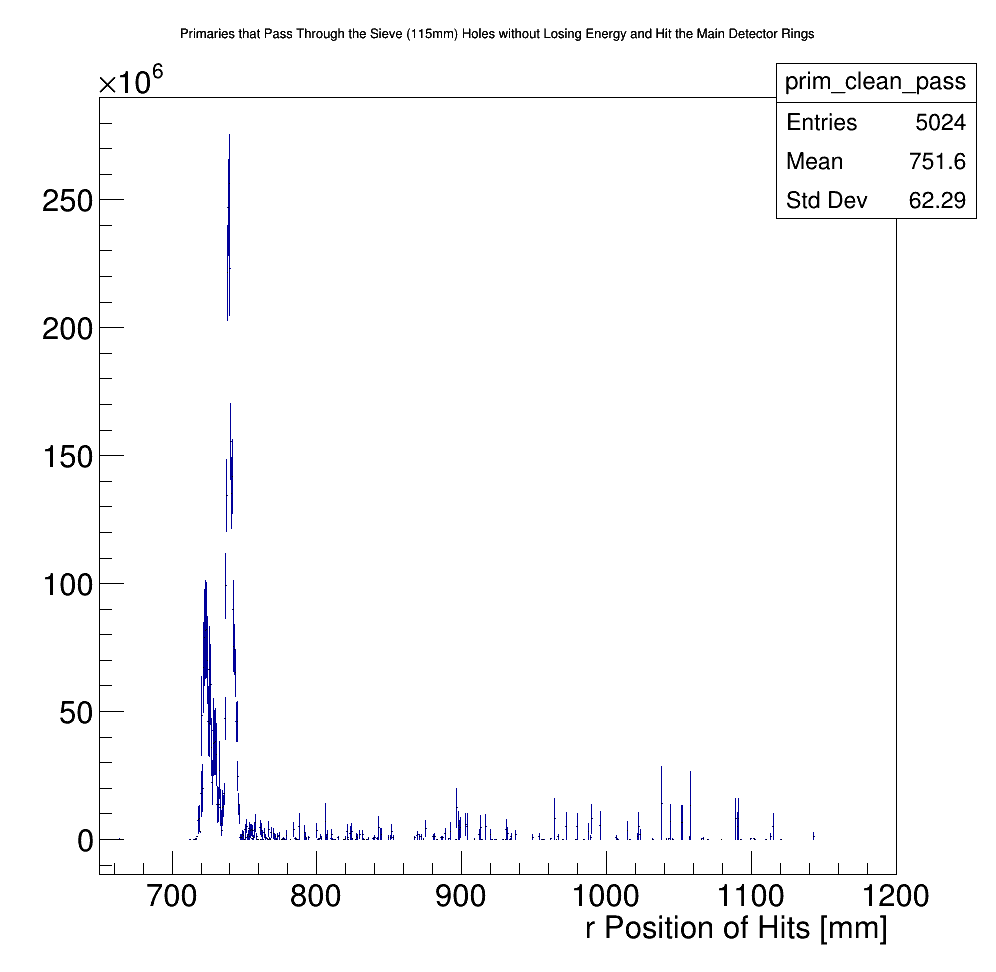 Primaries that Pass Through the Sieve (115mm) Holes without Losing Energy and Hit the Main Detector Rings
×10⁶
prim_clean_pass
Entries 5024
Mean 751.6
Std Dev 62.29
250
200
150
100
50
0
700 800 900 1000 1100 1200
r Position of Hits [mm]